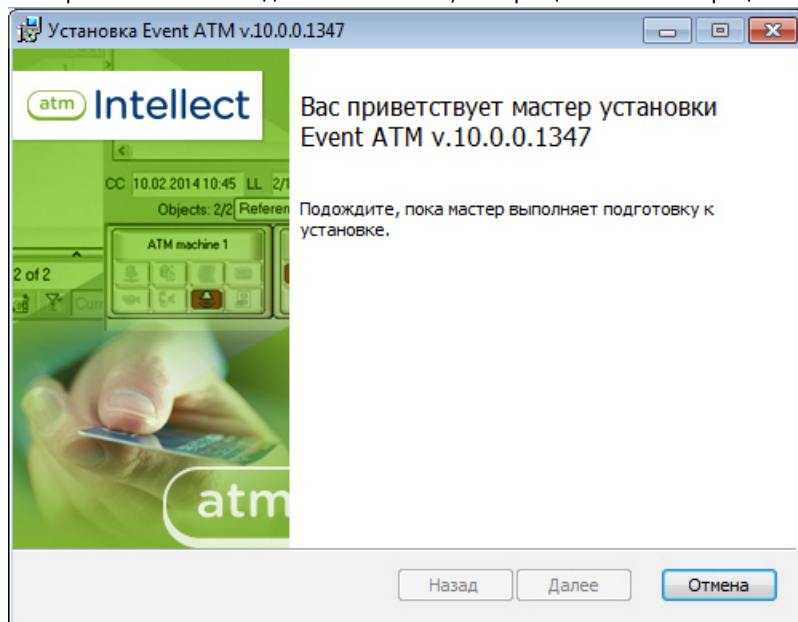 Установка Event ATM v.10.0.0.1347
atm Intellect
Вас приветствует мастер установки
Event ATM v.10.0.0.1347
CC 10.02.2014 10:45 LL 2/1
Objects: 2/2 Referen
Подождите, пока мастер выполняет подготовку к
установке.
ATM machine 1
2 of 2
Curr
atm
Назад Далее Отмена